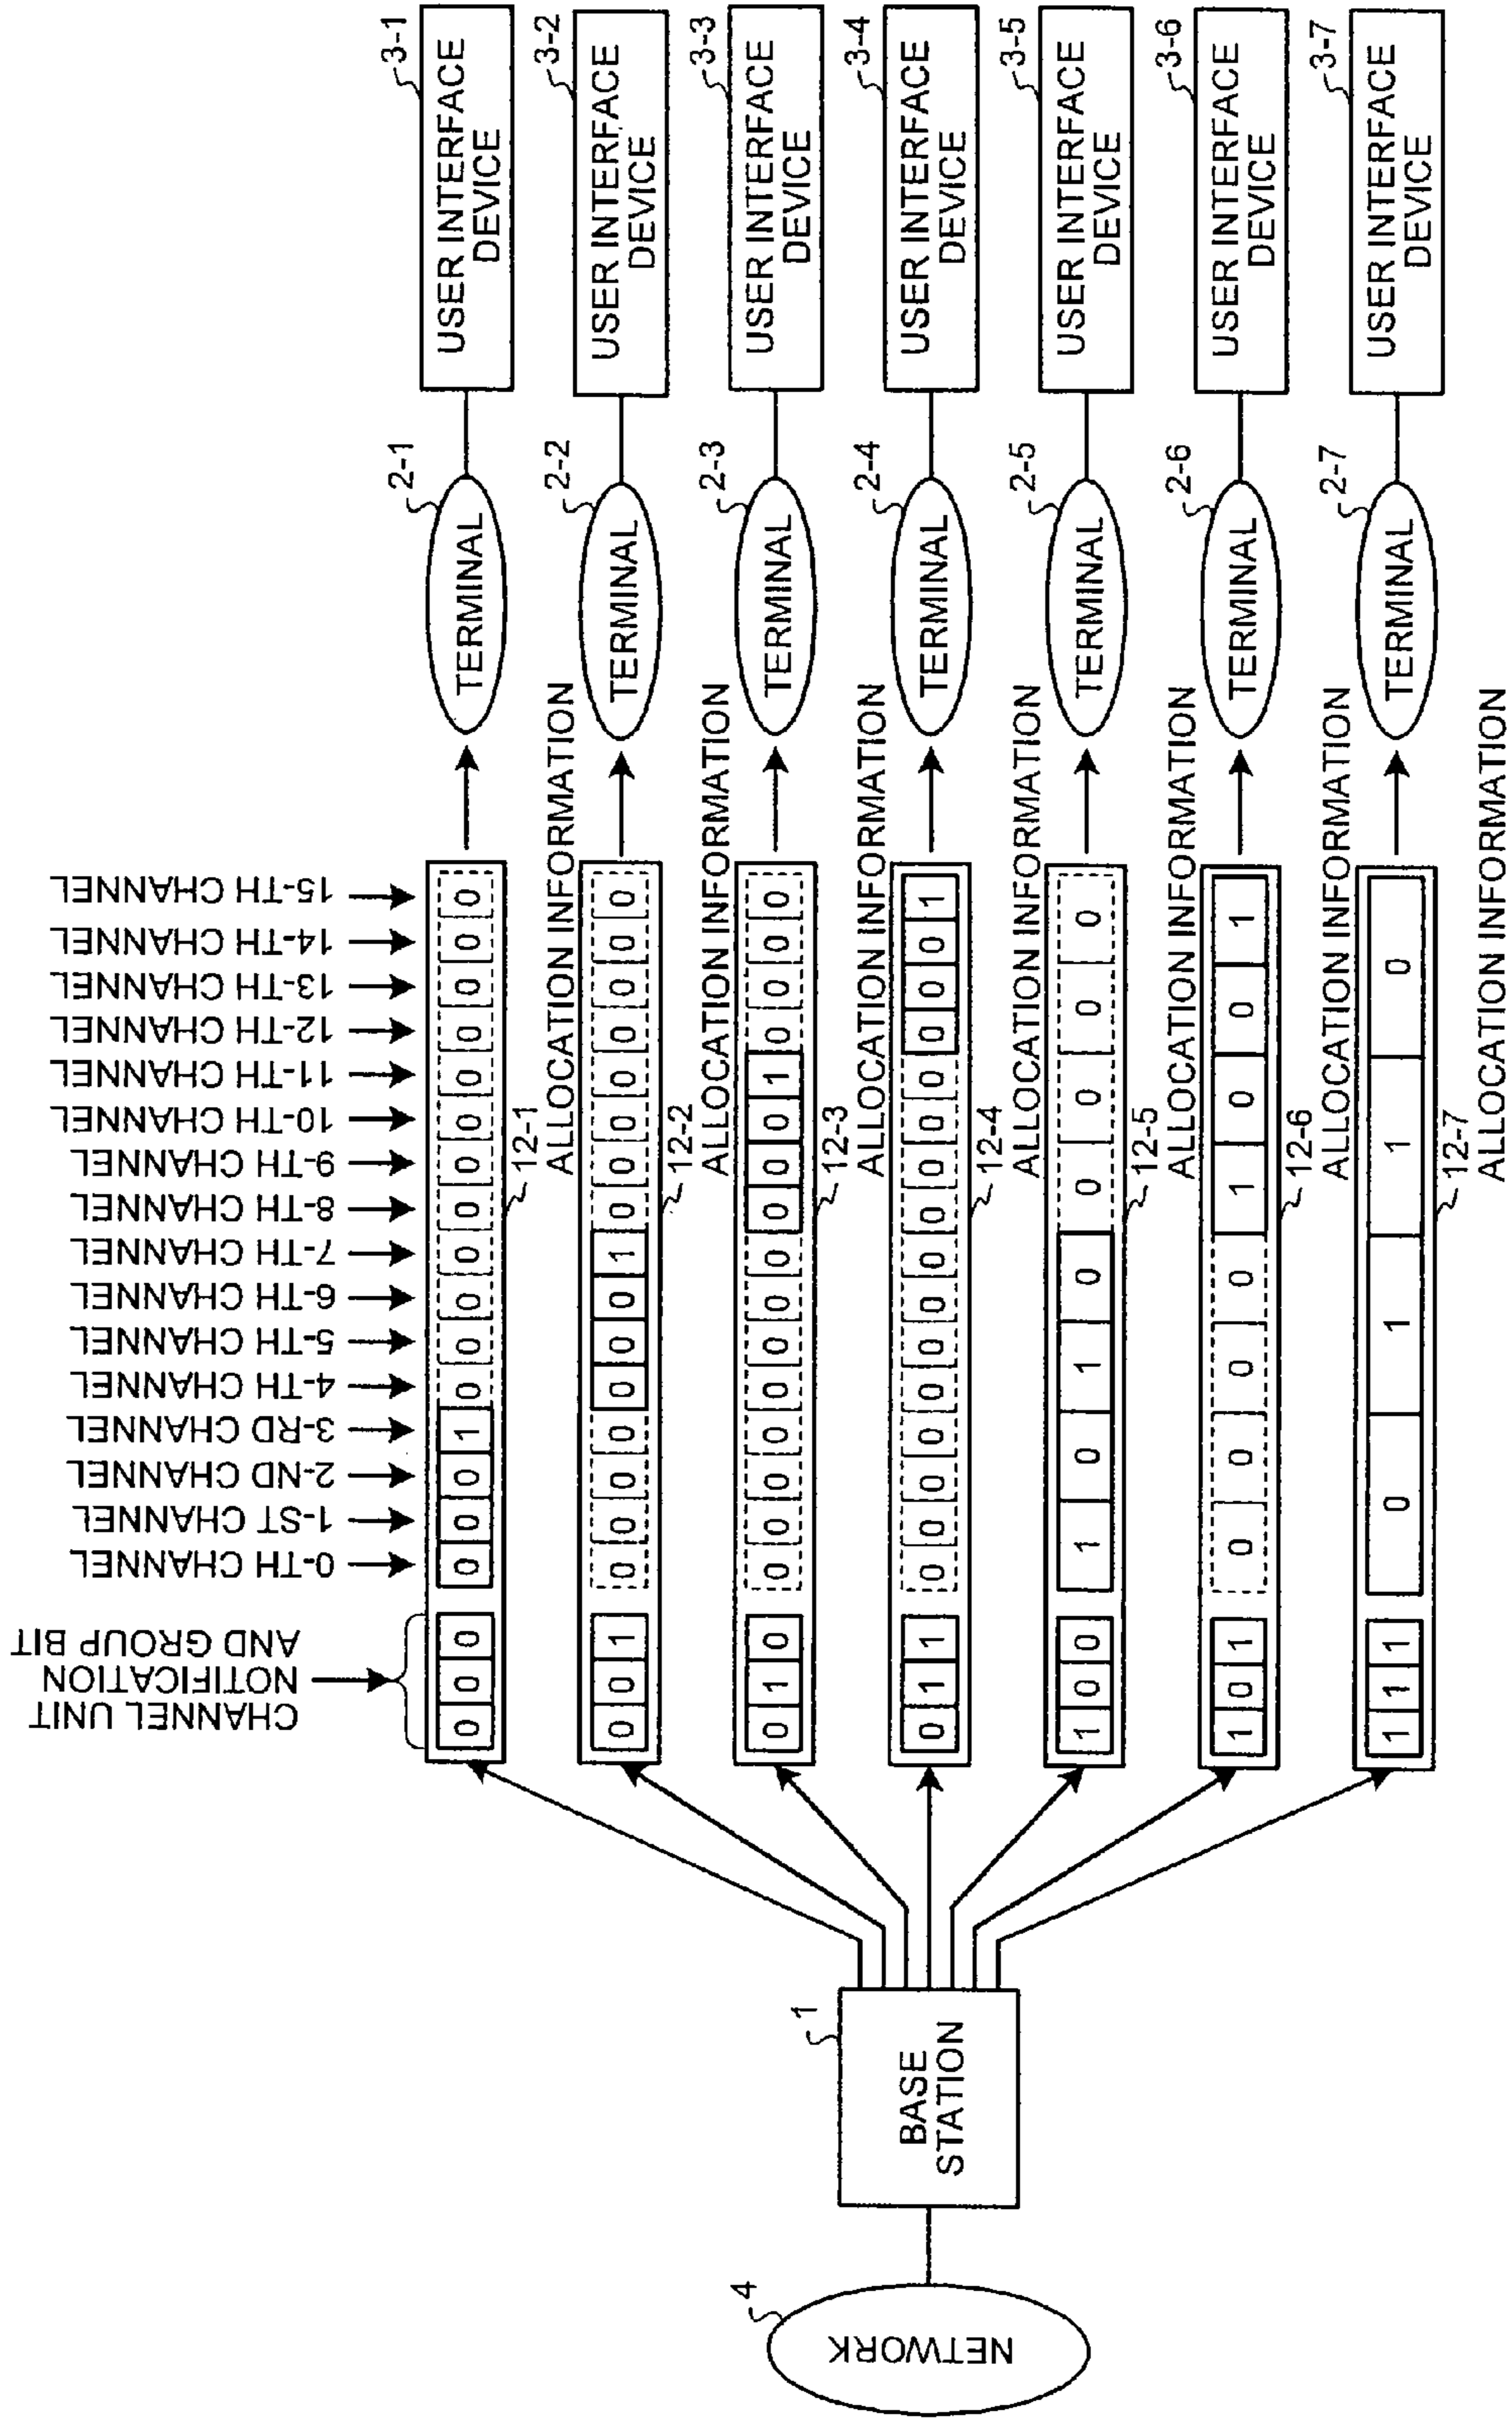 CHANNEL UNIT
NOTIFICATION
AND GROUP BIT
0-TH CHANNEL
1-ST CHANNEL
2-ND CHANNEL
3-RD CHANNEL
4-TH CHANNEL
5-TH CHANNEL
6-TH CHANNEL
7-TH CHANNEL
8-TH CHANNEL
9-TH CHANNEL
10-TH CHANNEL
11-TH CHANNEL
12-TH CHANNEL
13-TH CHANNEL
14-TH CHANNEL
15-TH CHANNEL
0 0 0 0 0 0 1 0 0 0 0 0 0 0 0 0 0 0 0
12-1
ALLOCATION INFORMATION
TERMINAL
2-1
USER INTERFACE
DEVICE
3-1
0 0 1 0 0 0 0 0 0 0 1 0 0 0 0 0 0 0 0
12-2
ALLOCATION INFORMATION
TERMINAL
2-2
USER INTERFACE
DEVICE
3-2
0 1 0 0 0 0 0 0 0 0 0 0 0 0 1 0 0 0 0
12-3
ALLOCATION INFORMATION
TERMINAL
2-3
USER INTERFACE
DEVICE
3-3
0 1 1 0 0 0 0 0 0 0 0 0 0 0 0 0 0 0 1
12-4
ALLOCATION INFORMATION
TERMINAL
2-4
USER INTERFACE
DEVICE
3-4
1 0 0 1 0 1 0 0 0 0 0
12-5
ALLOCATION INFORMATION
TERMINAL
2-5
USER INTERFACE
DEVICE
3-5
1 0 1 0 0 0 0 1 0 0 1
12-6
ALLOCATION INFORMATION
TERMINAL
2-6
USER INTERFACE
DEVICE
3-6
1 1 1 0 1 1 0
12-7
ALLOCATION INFORMATION
TERMINAL
2-7
USER INTERFACE
DEVICE
3-7
1
BASE
STATION
4
NETWORK